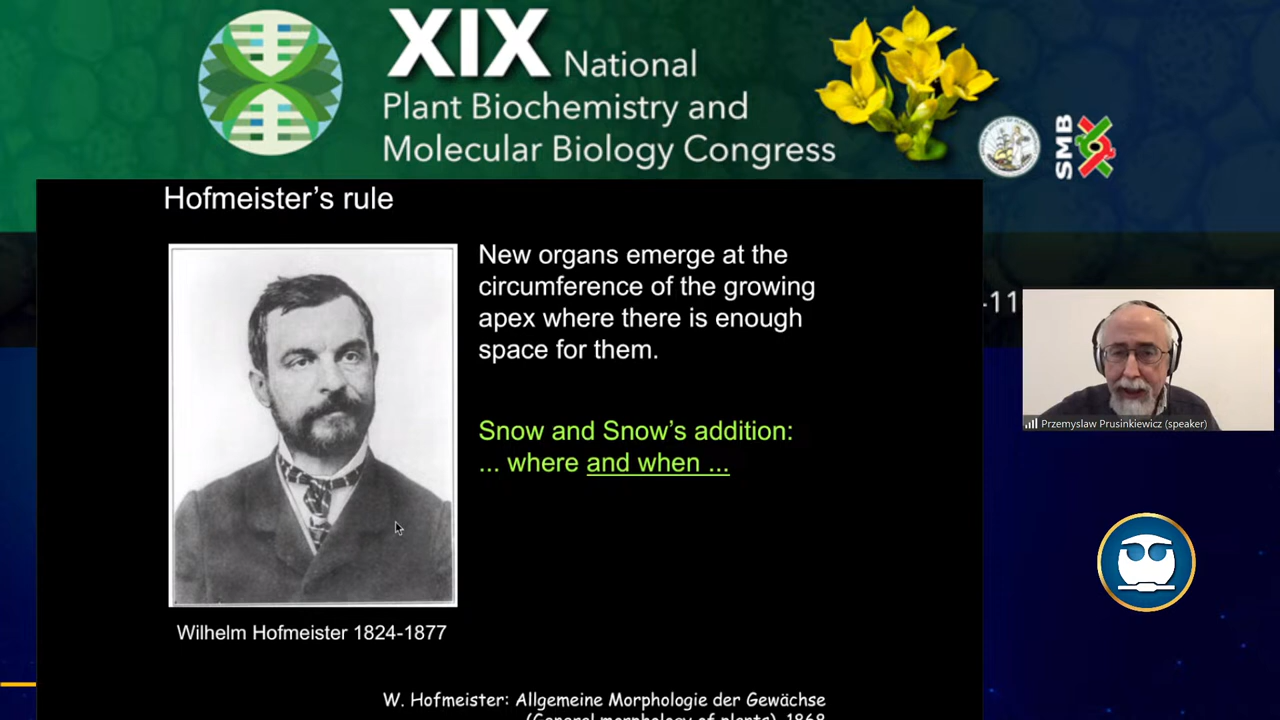 XIX National
Plant Biochemistry and
Molecular Biology Congress
SMB
Hofmeister’s rule
New organs emerge at the
circumference of the growing
apex where there is enough
space for them.
Snow and Snow’s addition:
... where and when ...
-11
Przemyslaw Prusinkiewicz (speaker)
Wilhelm Hofmeister 1824-1877
W. Hofmeister: Allgemeine Morphologie der Gewächse
(General morphology of plants), 1868